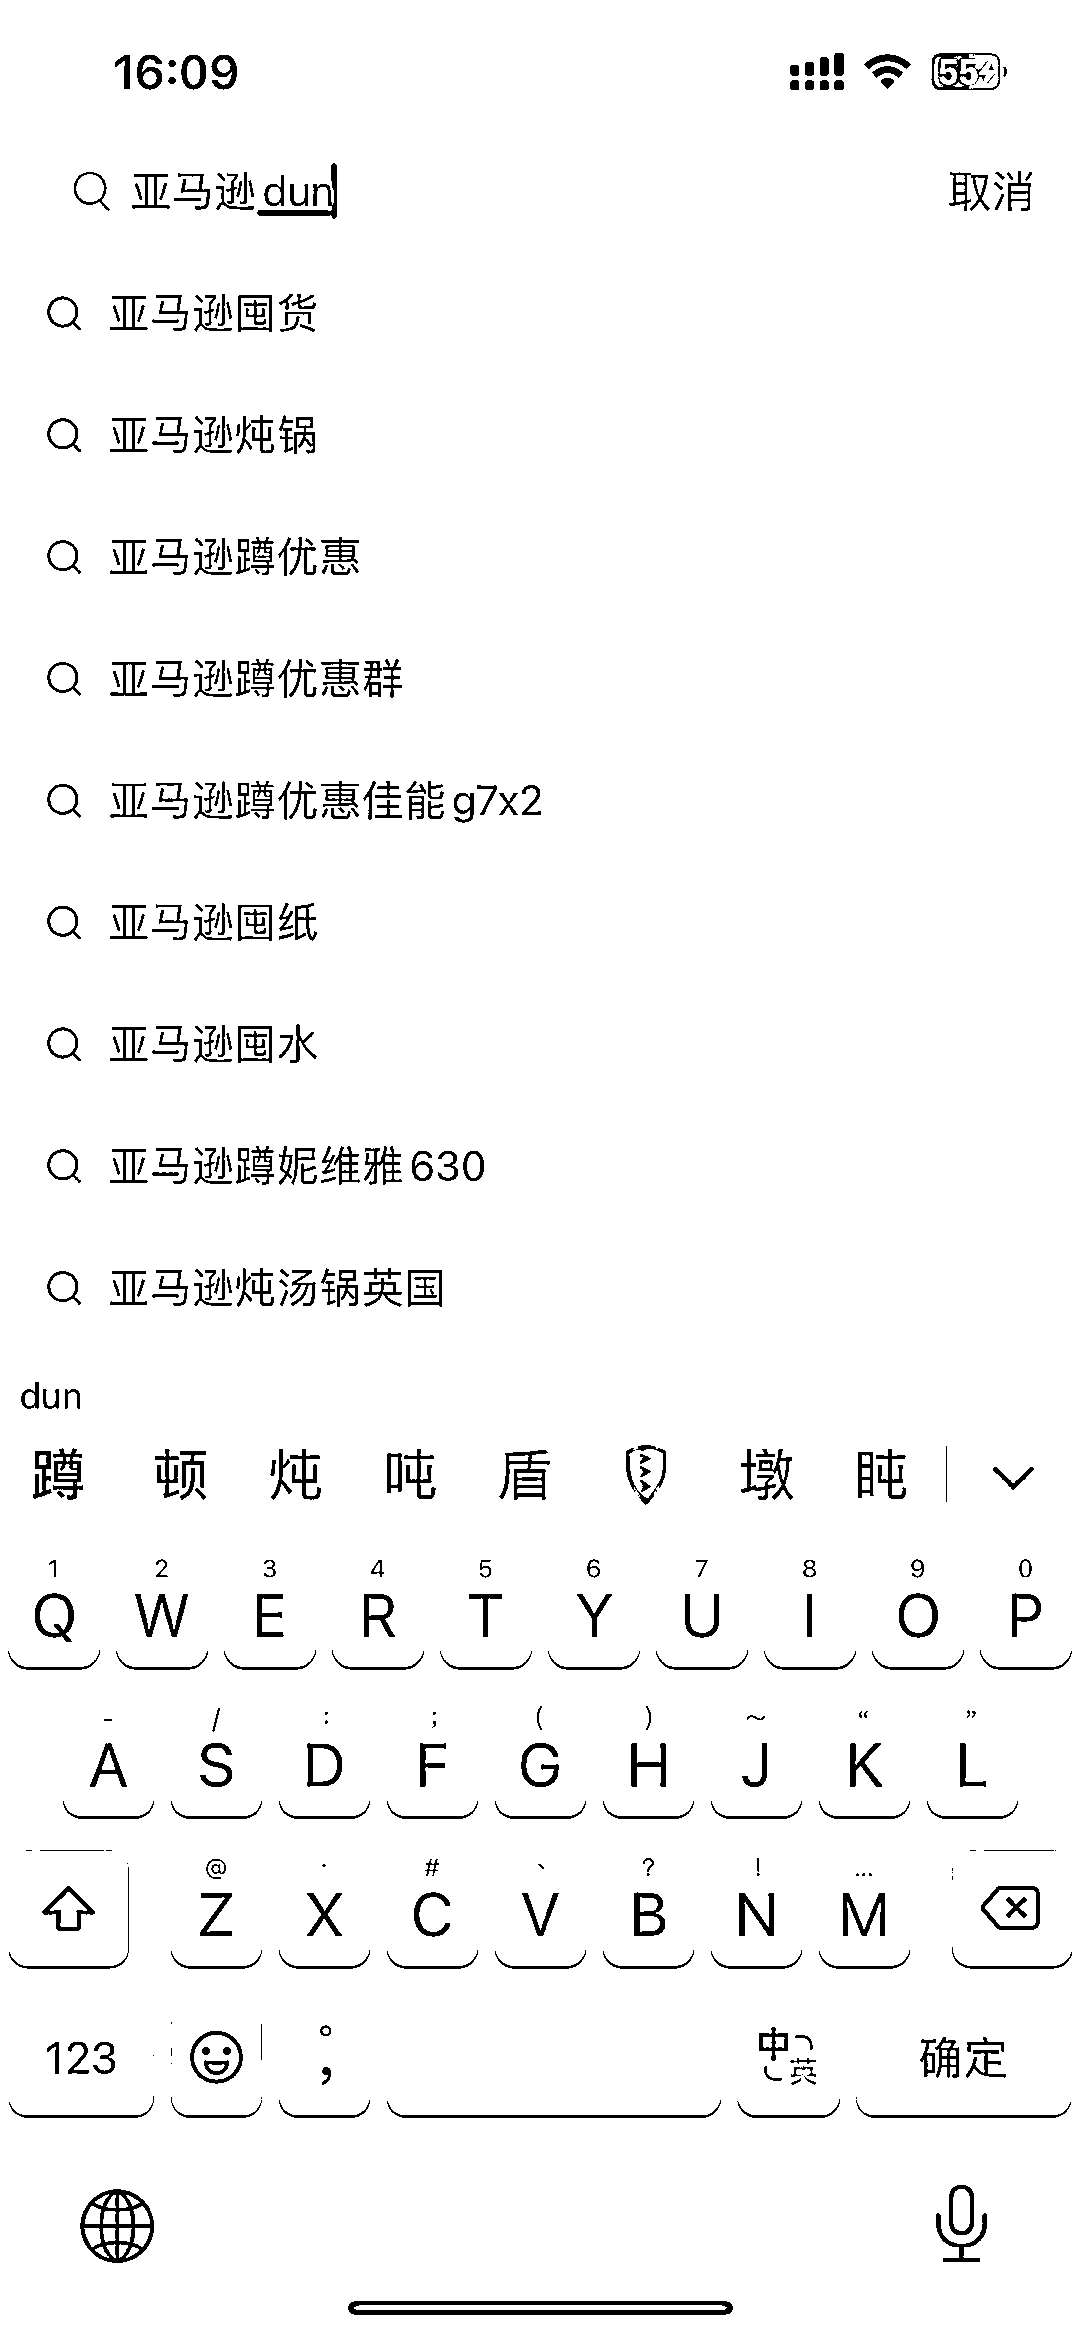 16:09 55
亚马逊dun 取消
亚马逊囤货
亚马逊炖锅
亚马逊蹲优惠
亚马逊蹲优惠群
亚马逊蹲优惠佳能g7x2
亚马逊囤纸
亚马逊囤水
亚马逊蹲妮维雅630
亚马逊炖汤锅英国
dun
蹲 顿 炖 吨 盾 墩 盹
1 2 3 4 5 6 7 8 9 0
Q W E R T Y U I O P
- / : ; ( ) ~ “ ”
A S D F G H J K L
@ · # 、 ? ! …
Z X C V B N M
123 。 , 中 英 确定